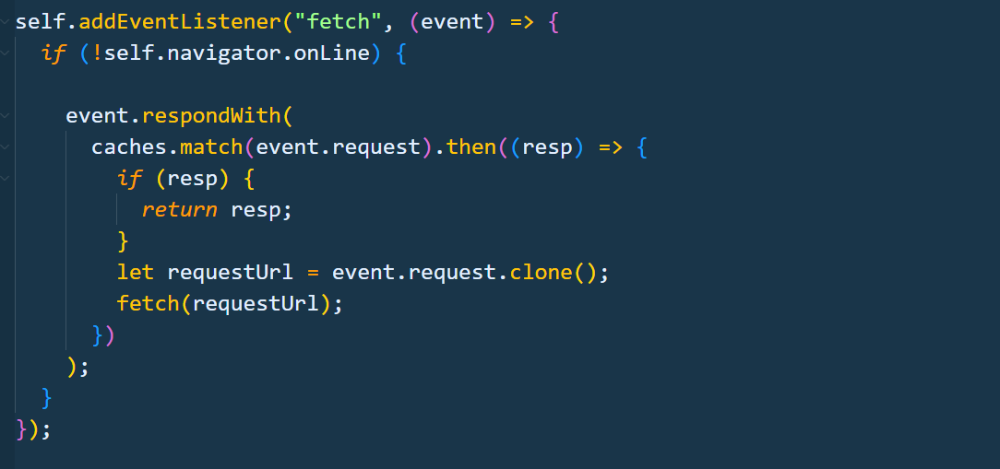 self.addEventListener("fetch", (event) => {
if (!self.navigator.onLine) {
event.respondWith(
caches.match(event.request).then((resp) => {
if (resp) {
return resp;
}
let requestUrl = event.request.clone();
fetch(requestUrl);
})
);
}
});